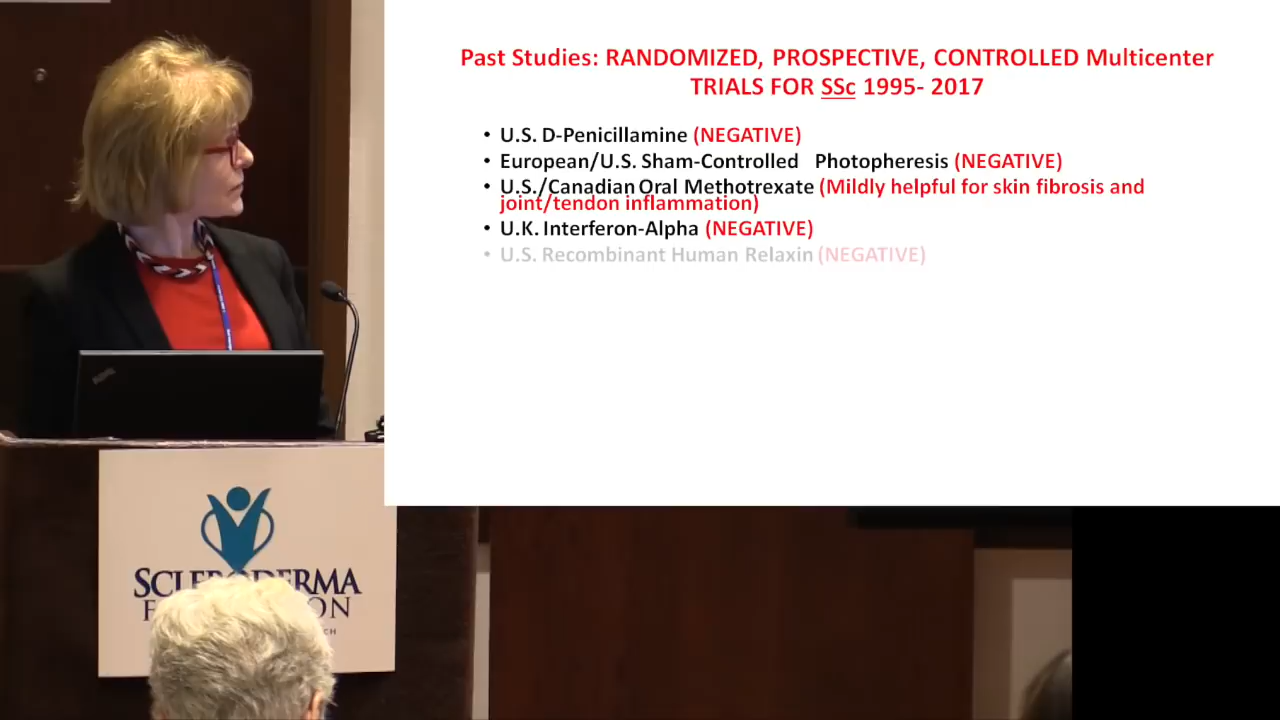 Past Studies: RANDOMIZED, PROSPECTIVE, CONTROLLED Multicenter
TRIALS FOR SSc 1995- 2017
• U.S. D-Penicillamine (NEGATIVE)
• European/U.S. Sham-Controlled Photopheresis (NEGATIVE)
• U.S./Canadian Oral Methotrexate (Mildly helpful for skin fibrosis and
joint/tendon inflammation)
• U.K. Interferon-Alpha (NEGATIVE)
• U.S. Recombinant Human Relaxin (NEGATIVE)
SCLERODERMA